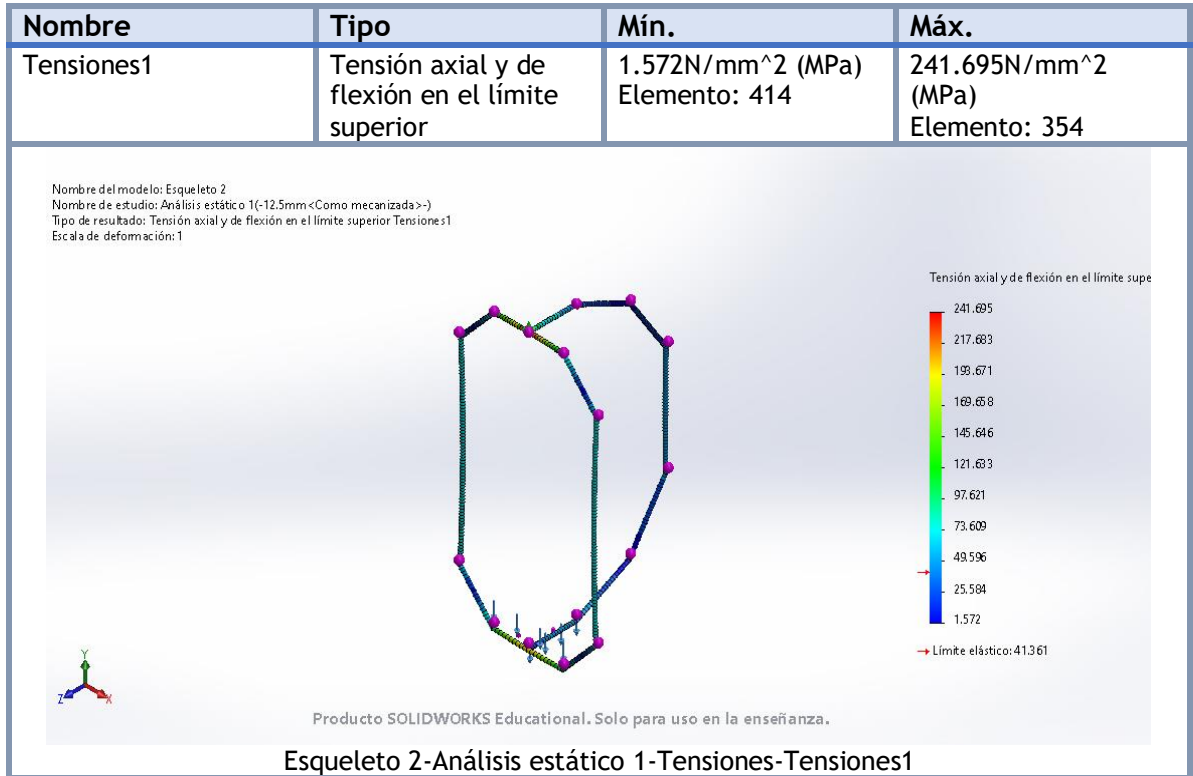 Nombre Tipo Mín. Máx.
Tensiones1 Tensión axial y de flexión en el límite superior 1.572N/mm^2 (MPa) Elemento: 414 241.695N/mm^2 (MPa) Elemento: 354
Nombre del modelo: Esqueleto 2
Nombre de estudio: Análisis estático 1(-12.5mm<Como mecanizada>-)
Tipo de resultado: Tensión axial y de flexión en el límite superior Tensiones1
Escala de deformación: 1
Tensión axial y de flexión en el límite supe
241.695
217.683
193.671
169.658
145.646
121.633
97.621
73.609
49.596
25.584
1.572
Límite elástico: 41.361
Y
Z X
Producto SOLIDWORKS Educational. Solo para uso en la enseñanza.
Esqueleto 2-Análisis estático 1-Tensiones-Tensiones1